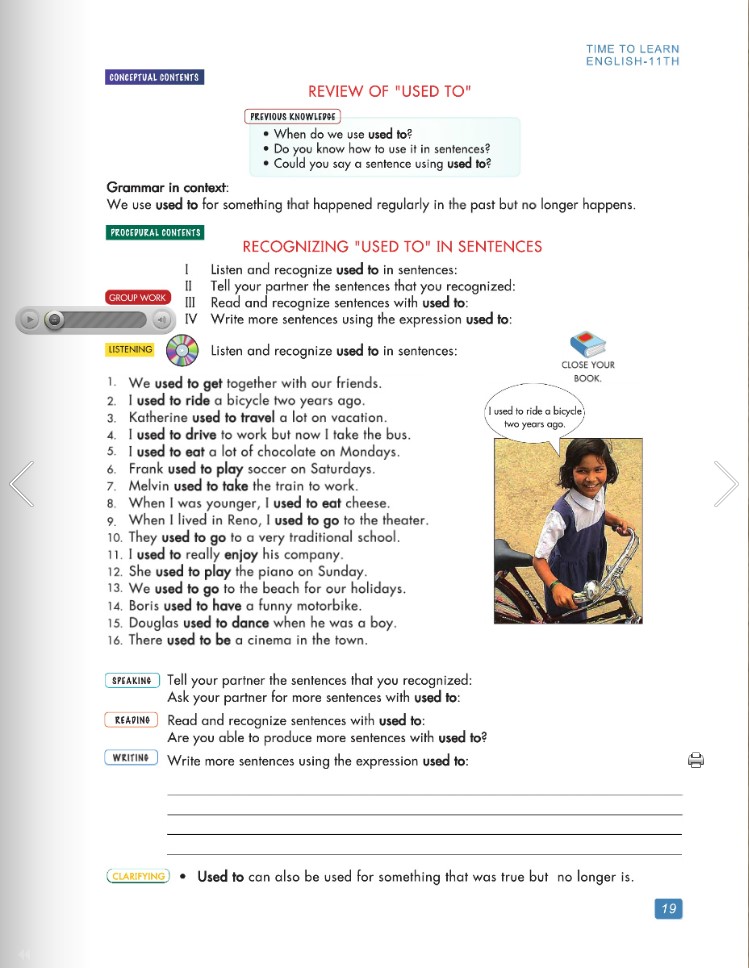 TIME TO LEARN
ENGLISH-11TH
CONCEPTUAL CONTENTS
REVIEW OF "USED TO"
PREVIOUS KNOWLEDGE
• When do we use used to?
• Do you know how to use it in sentences?
• Could you say a sentence using used to?
Grammar in context:
We use used to for something that happened regularly in the past but no longer happens.
PROCEDURAL CONTENTS
RECOGNIZING "USED TO" IN SENTENCES
I Listen and recognize used to in sentences:
II Tell your partner the sentences that you recognized:
GROUP WORK
III Read and recognize sentences with used to:
IV Write more sentences using the expression used to:
LISTENING
Listen and recognize used to in sentences:
CLOSE YOUR
BOOK.
1. We used to get together with our friends.
2. I used to ride a bicycle two years ago.
3. Katherine used to travel a lot on vacation.
4. I used to drive to work but now I take the bus.
5. I used to eat a lot of chocolate on Mondays.
6. Frank used to play soccer on Saturdays.
7. Melvin used to take the train to work.
8. When I was younger, I used to eat cheese.
9. When I lived in Reno, I used to go to the theater.
10. They used to go to a very traditional school.
11. I used to really enjoy his company.
12. She used to play the piano on Sunday.
13. We used to go to the beach for our holidays.
14. Boris used to have a funny motorbike.
15. Douglas used to dance when he was a boy.
16. There used to be a cinema in the town.
I used to ride a bicycle
two years ago.
SPEAKING
Tell your partner the sentences that you recognized:
Ask your partner for more sentences with used to:
READING
Read and recognize sentences with used to:
Are you able to produce more sentences with used to?
WRITING
Write more sentences using the expression used to:
CLARIFYING
• Used to can also be used for something that was true but no longer is.
19